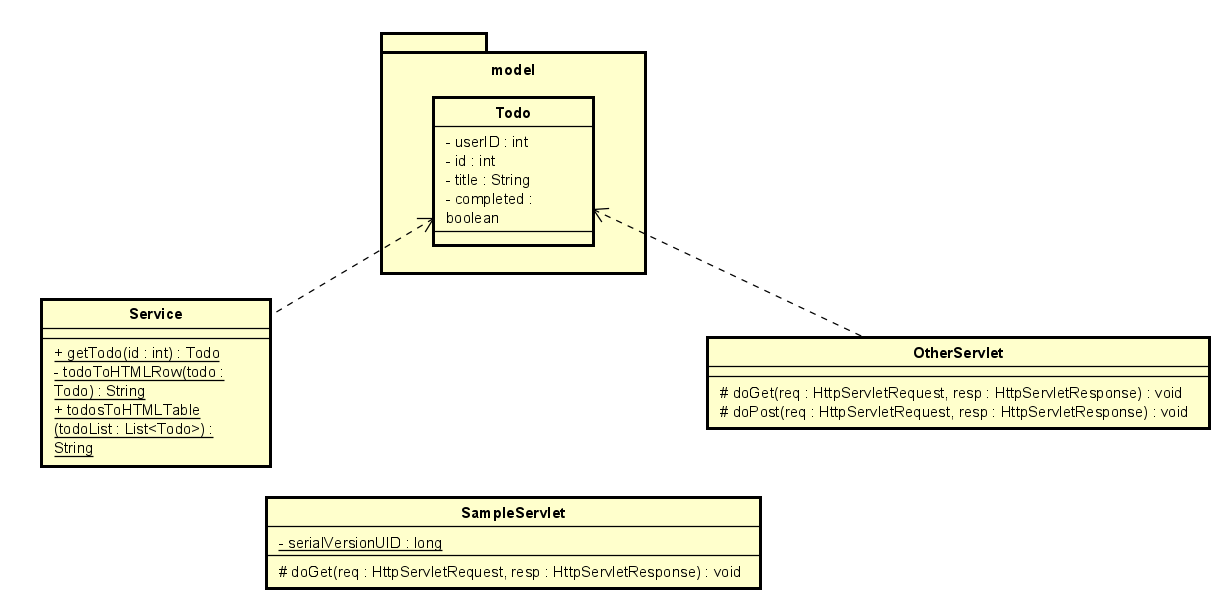 model
Todo
- userID : int
- id : int
- title : String
- completed :
boolean
Service
+ getTodo(id : int) : Todo
- todoToHTMLRow(todo :
Todo) : String
+ todosToHTMLTable
(todoList : List<Todo>) :
String
OtherServlet
# doGet(req : HttpServletRequest, resp : HttpServletResponse) : void
# doPost(req : HttpServletRequest, resp : HttpServletResponse) : void
SampleServlet
- serialVersionUID : long
# doGet(req : HttpServletRequest, resp : HttpServletResponse) : void